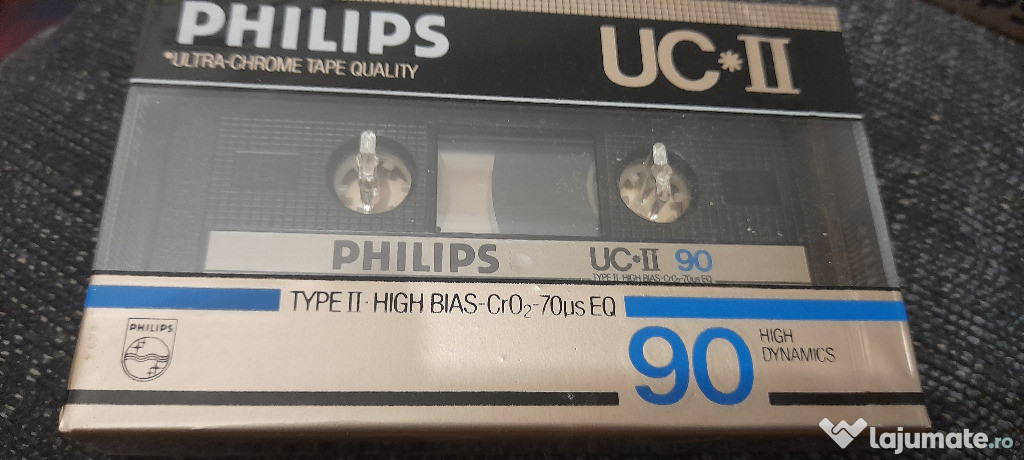 PHILIPS
*ULTRA-CHROME TAPE QUALITY
UC*II
PHILIPS
UC•II 90
TYPE II·HIGH BIAS-CrO₂-70µs EQ
TYPE II·HIGH BIAS-CrO₂-70µs EQ
PHILIPS
90
HIGH
DYNAMICS
lajumate.ro